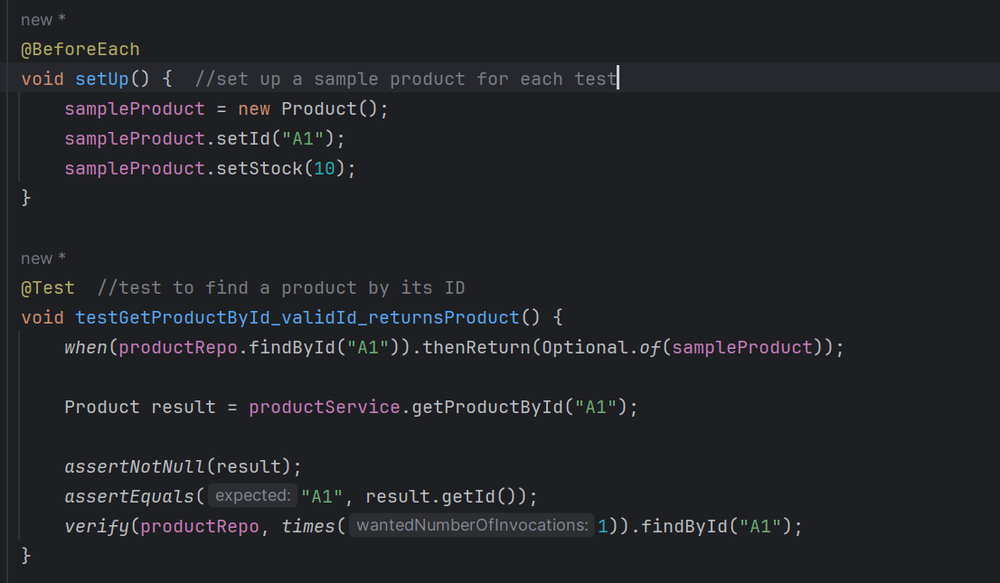 new *
@BeforeEach
void setUp() {  //set up a sample product for each test
    sampleProduct = new Product();
    sampleProduct.setId("A1");
    sampleProduct.setStock(10);
}
new *
@Test  //test to find a product by its ID
void testGetProductById_validId_returnsProduct() {
    when(productRepo.findById("A1")).thenReturn(Optional.of(sampleProduct));
    Product result = productService.getProductById("A1");
    assertNotNull(result);
    assertEquals( expected: "A1", result.getId());
    verify(productRepo, times( wantedNumberOfInvocations: 1)).findById("A1");
}